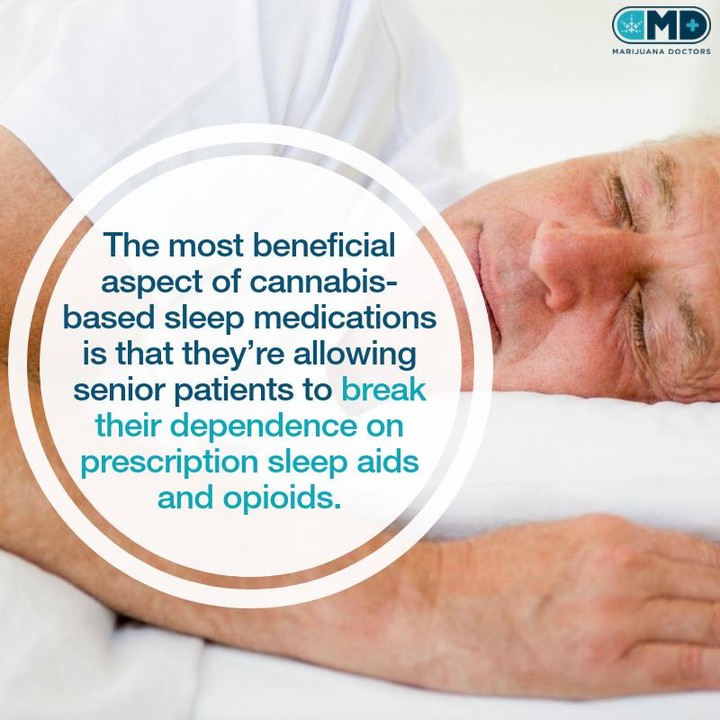 MD
MARIJUANA DOCTORS
The most beneficial
aspect of cannabis-
based sleep medications
is that they're allowing
senior patients to break
their dependence on
prescription sleep aids
and opioids.